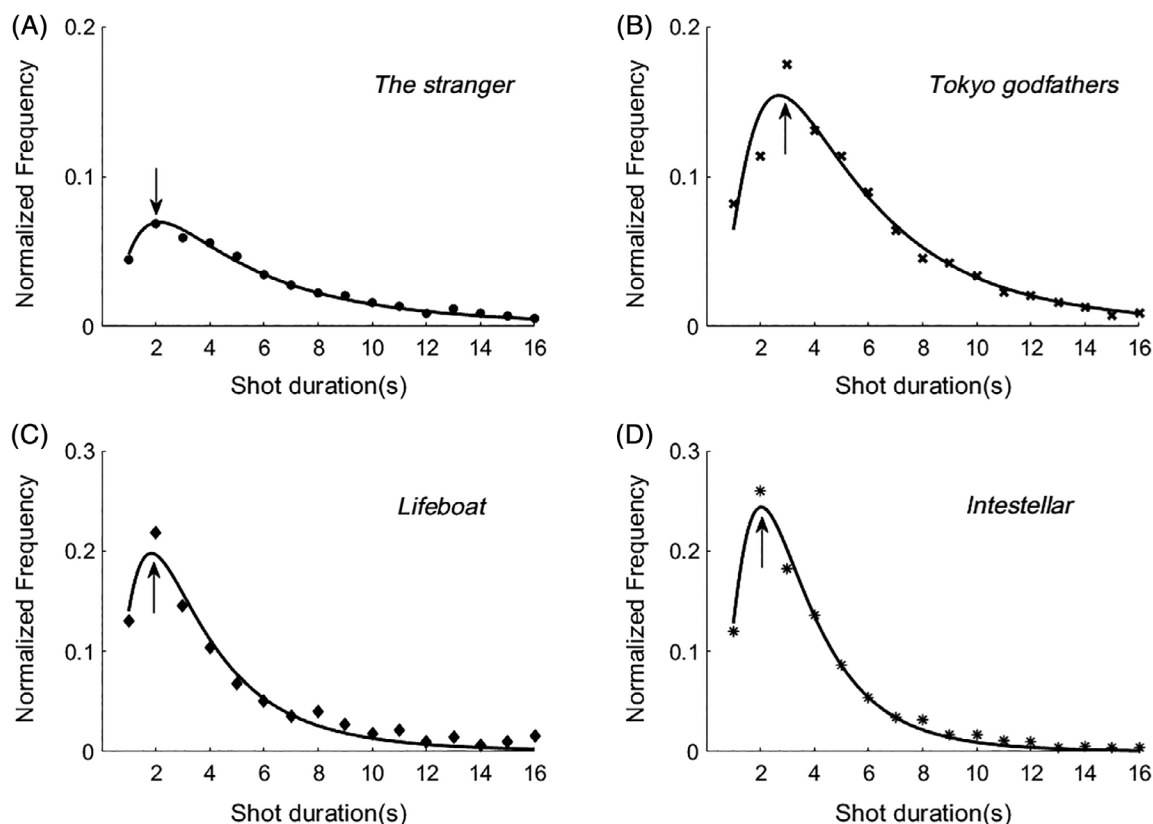 (A)
The stranger
Normalized Frequency
0.2
0.1
0
2 4 6 8 10 12 14 16
Shot duration(s)
(B)
Tokyo godfathers
Normalized Frequency
0.2
0.1
0
2 4 6 8 10 12 14 16
Shot duration(s)
(C)
Lifeboat
Normalized Frequency
0.3
0.2
0.1
0
2 4 6 8 10 12 14 16
Shot duration(s)
(D)
Intestellar
Normalized Frequency
0.3
0.2
0.1
0
2 4 6 8 10 12 14 16
Shot duration(s)